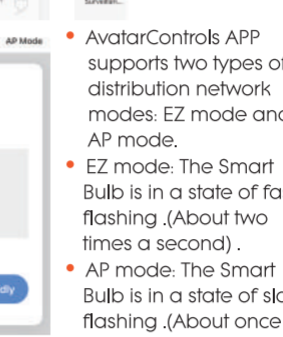 AP Mode
AvatarControls APP
supports two types of
distribution network
modes: EZ mode and
AP mode.
EZ mode: The Smart
Bulb is in a state of
flashing .(About two
times a second) .
AP mode: The Smart
Bulb is in a state of
flashing .(About once